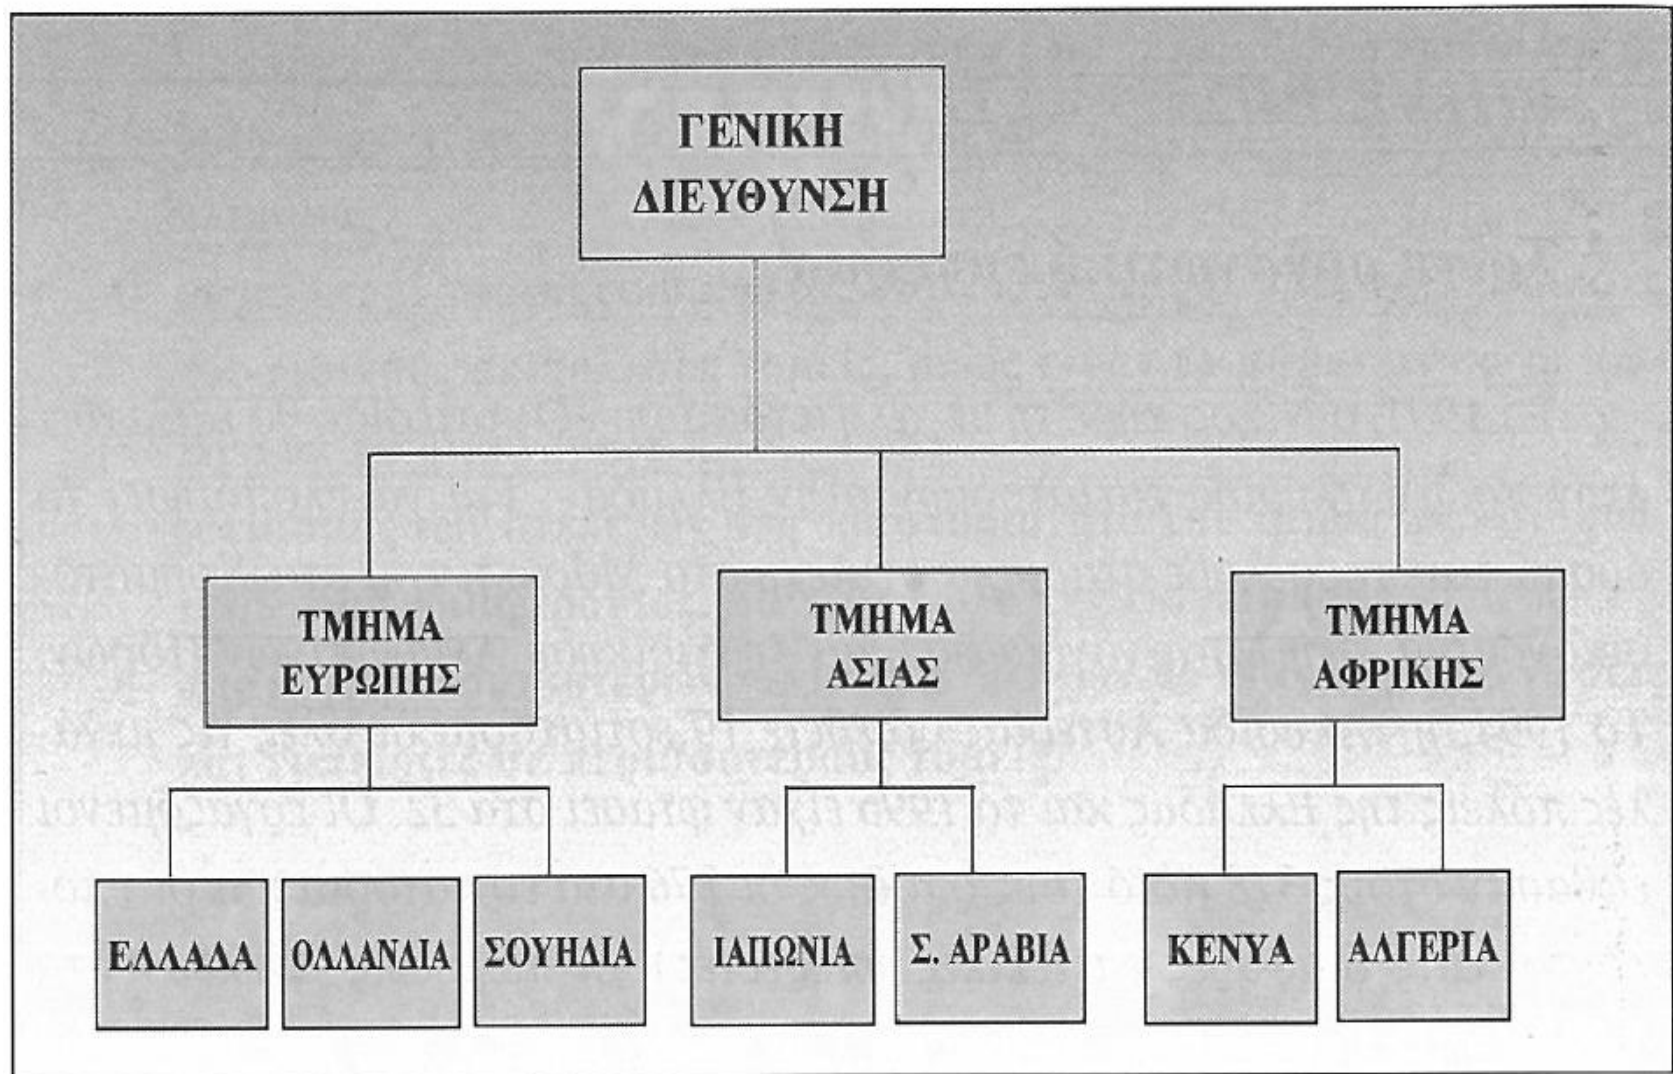 ΓΕΝΙΚΗ
ΔΙΕΥΘΥΝΣΗ
ΤΜΗΜΑ
ΕΥΡΩΠΗΣ
ΤΜΗΜΑ
ΑΣΙΑΣ
ΤΜΗΜΑ
ΑΦΡΙΚΗΣ
ΕΛΛΑΔΑ
ΟΛΛΑΝΔΙΑ
ΣΟΥΗΔΙΑ
ΙΑΠΩΝΙΑ
Σ. ΑΡΑΒΙΑ
ΚΕΝΥΑ
ΑΛΓΕΡΙΑ